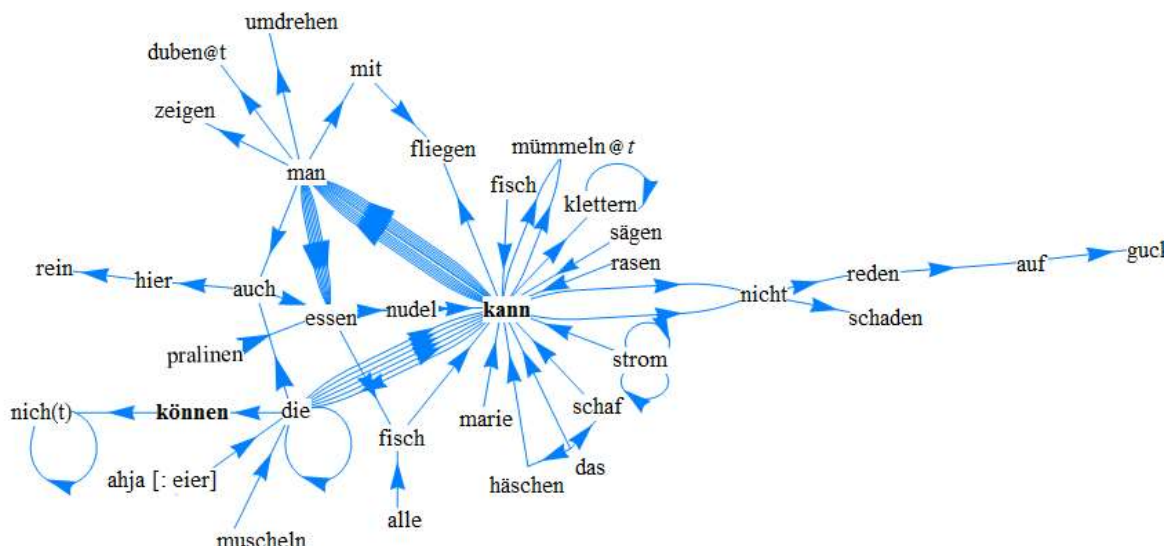 umdrehen
duben@t
mit
zeigen
fliegen
mümmeln@t
man
fisch
klettern
sägen
rein
hier
auch
rasen
reden
auf
guck
nicht
essen
nudel
kann
schaden
pralinen
strom
nich(t)
können
die
marie
schaf
fisch
ahja [: eier]
häschen
das
alle
muscheln